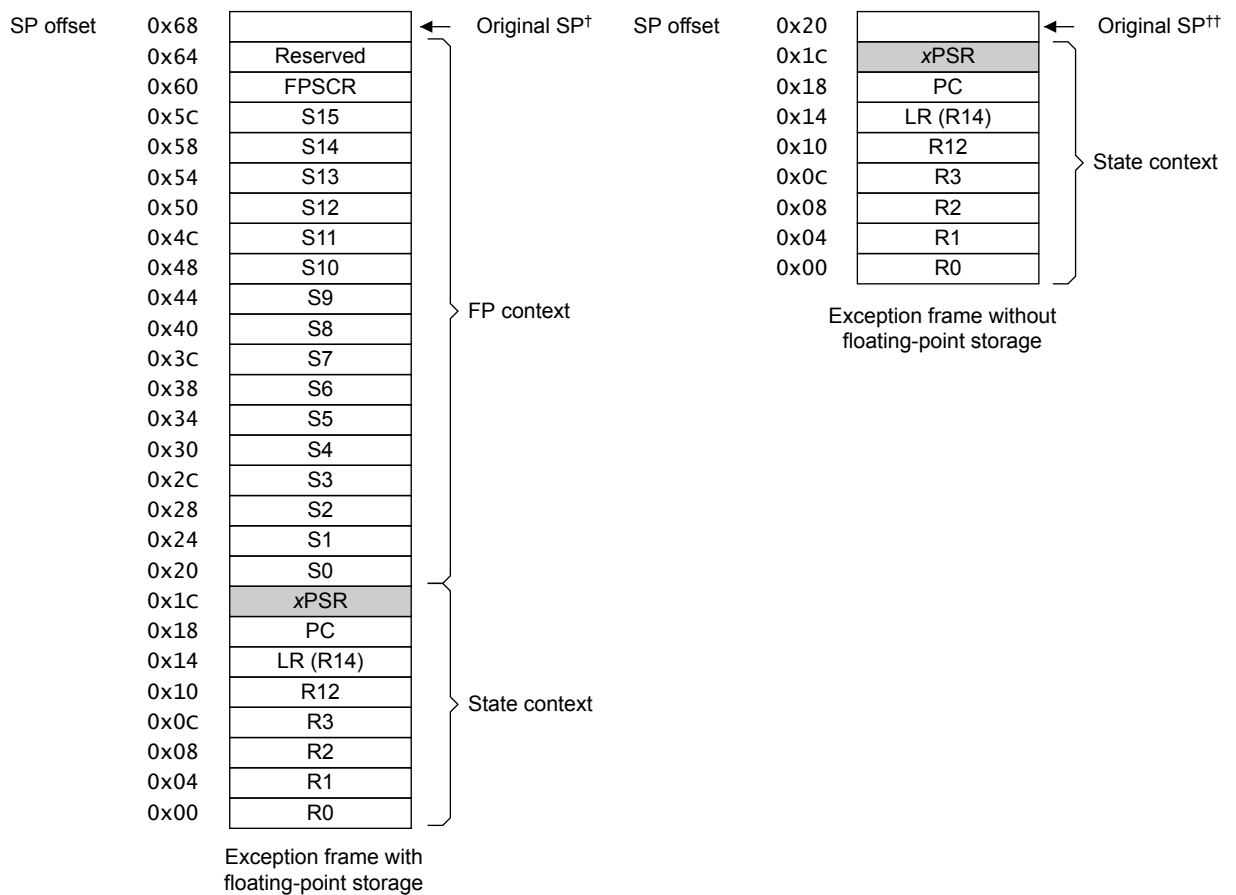 SP offset 0x68 Original SP†
0x64 Reserved
0x60 FPSCR
0x5C S15
0x58 S14
0x54 S13
0x50 S12
0x4C S11
0x48 S10
0x44 S9
0x40 S8
0x3C S7
0x38 S6
0x34 S5
0x30 S4
0x2C S3
0x28 S2
0x24 S1
0x20 S0
FP context
0x1C xPSR
0x18 PC
0x14 LR (R14)
0x10 R12
0x0C R3
0x08 R2
0x04 R1
0x00 R0
State context
Exception frame with
floating-point storage
SP offset 0x20 Original SP††
0x1C xPSR
0x18 PC
0x14 LR (R14)
0x10 R12
0x0C R3
0x08 R2
0x04 R1
0x00 R0
State context
Exception frame without
floating-point storage